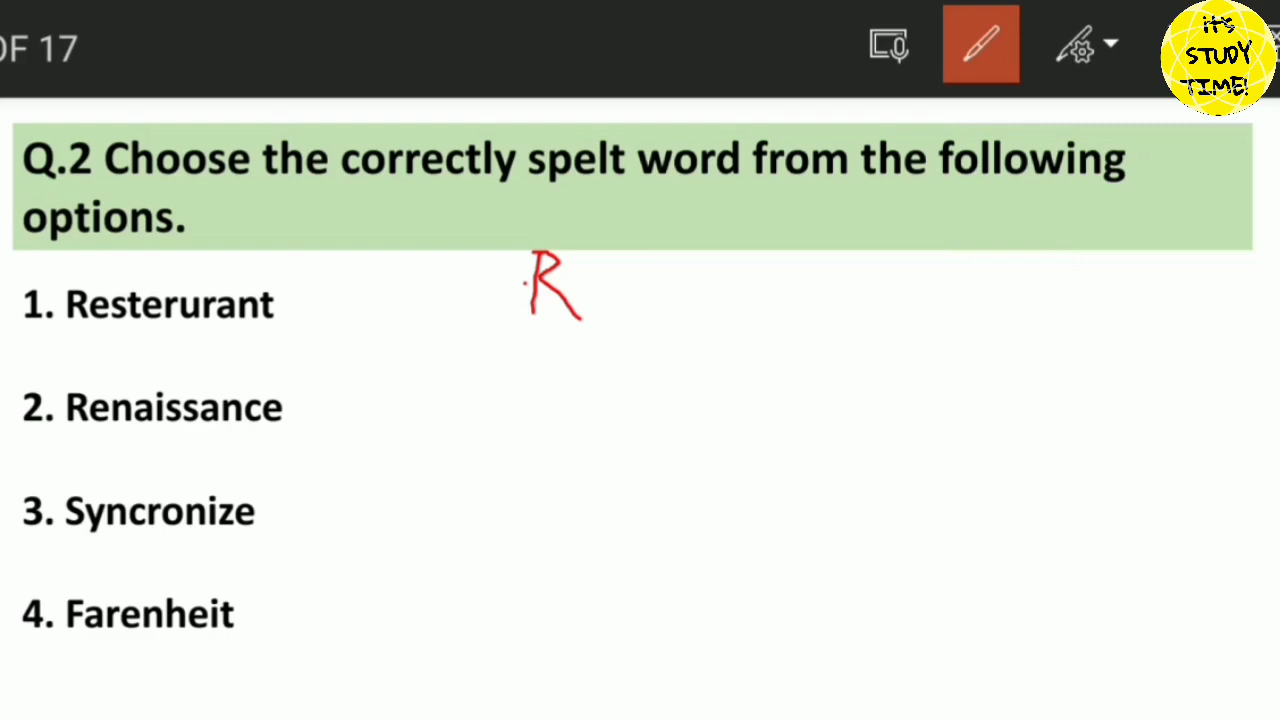 OF 17
iT'S
STUDY
TIME!
Q.2 Choose the correctly spelt word from the following
options.
R
1. Resterurant
2. Renaissance
3. Syncronize
4. Farenheit